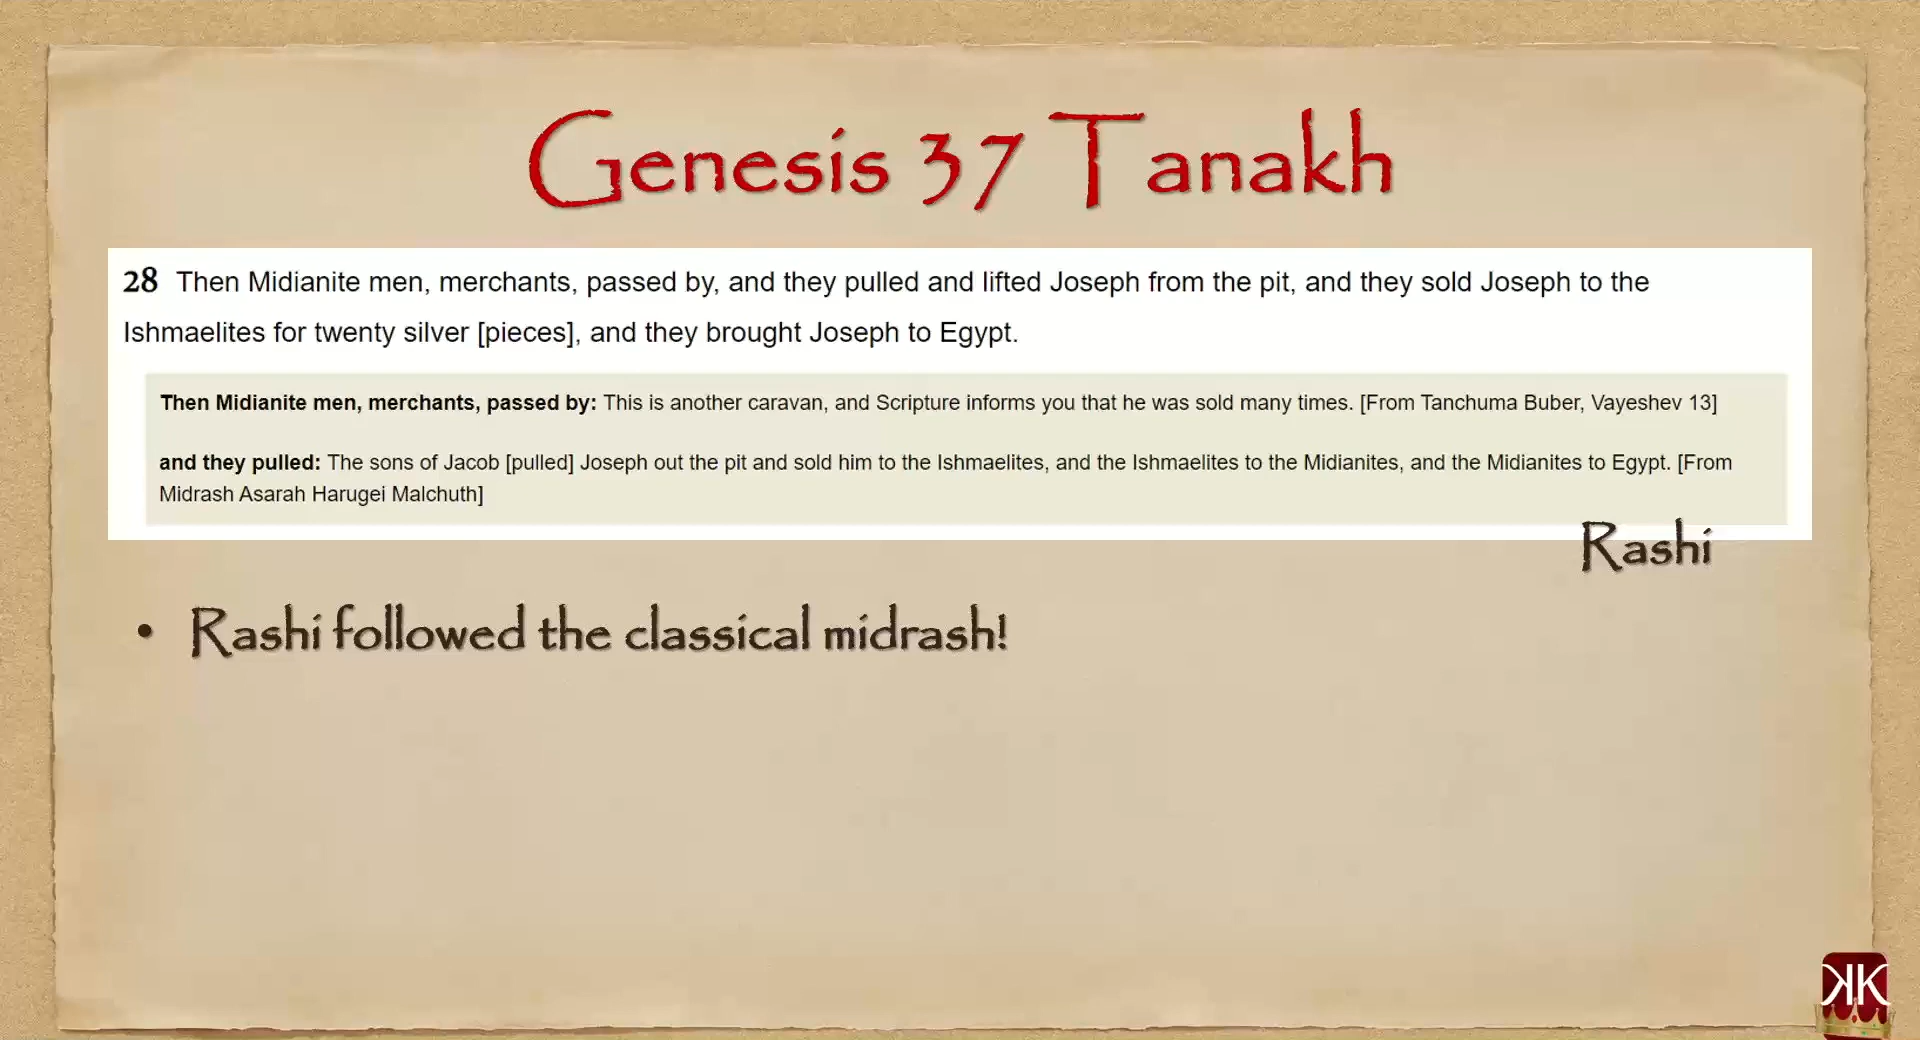 Genesis 37 Tanakh
28 Then Midianite men, merchants, passed by, and they pulled and lifted Joseph from the pit, and they sold Joseph to the
Ishmaelites for twenty silver [pieces], and they brought Joseph to Egypt.
Then Midianite men, merchants, passed by: This is another caravan, and Scripture informs you that he was sold many times. [From Tanchuma Buber, Vayeshev 13]
and they pulled: The sons of Jacob [pulled] Joseph out the pit and sold him to the Ishmaelites, and the Ishmaelites to the Midianites, and the Midianites to Egypt. [From
Midrash Asarah Harugei Malchuth]
Rashi
• Rashi followed the classical midrash!
KK